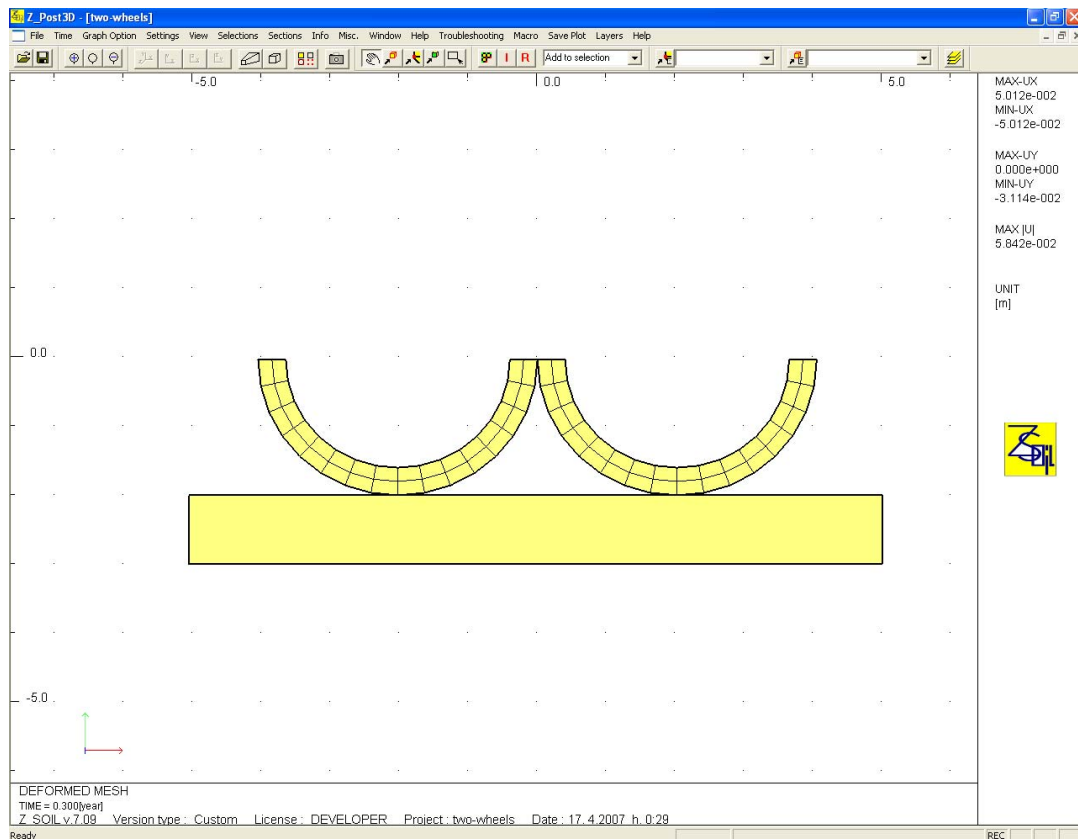 Z_Post3D - [two-wheels]
File Time Graph Option Settings View Selections Sections Info Misc. Window Help Troubleshooting Macro Save Plot Layers Help
I R Add to selection
-5.0 0.0 5.0
MAX-UX
5.012e-002
MIN-UX
-5.012e-002
MAX-UY
0.000e+000
MIN-UY
-3.114e-002
MAX |U|
5.842e-002
UNIT
[m]
0.0
-5.0
DEFORMED MESH
TIME = 0.300[year]
Z_SOIL v.7.09 Version type : Custom License : DEVELOPER Project : two-wheels Date : 17. 4.2007 h. 0:29
Ready REC